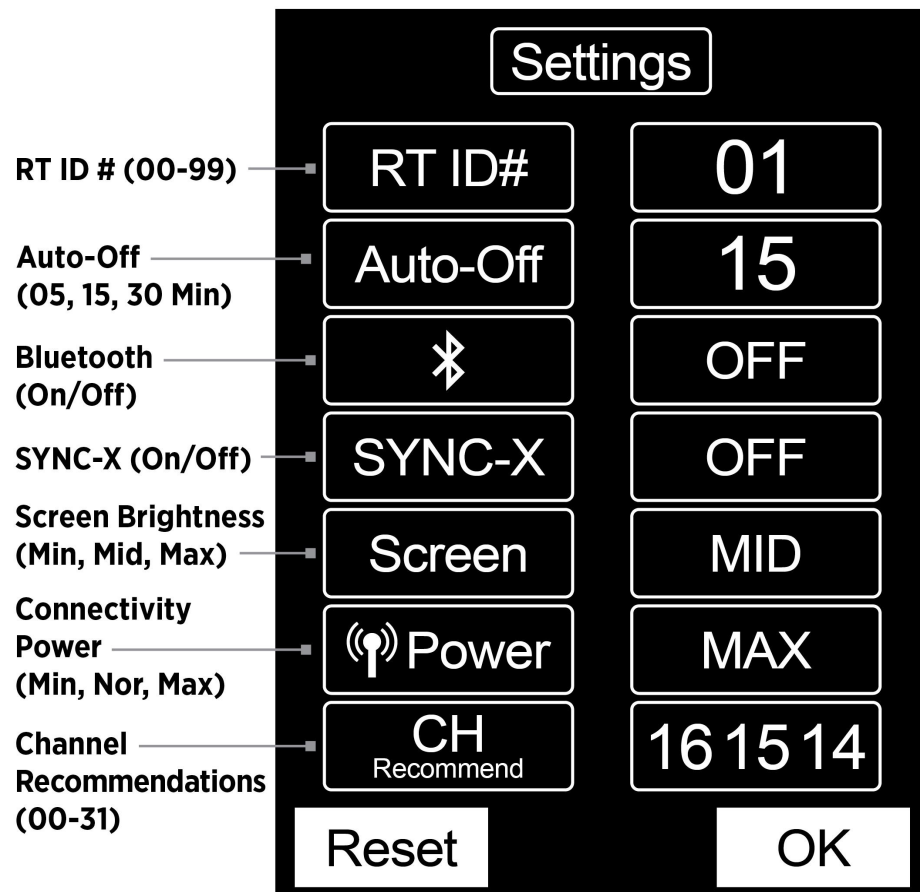 Settings
RT ID # (00-99)
RT ID#
01
Auto-Off
(05, 15, 30 Min)
Auto-Off
15
Bluetooth
(On/Off)
OFF
SYNC-X (On/Off)
SYNC-X
OFF
Screen Brightness
(Min, Mid, Max)
Screen
MID
Connectivity
Power
(Min, Nor, Max)
Power
MAX
Channel
Recommendations
(00-31)
CH
Recommend
16 15 14
Reset
OK